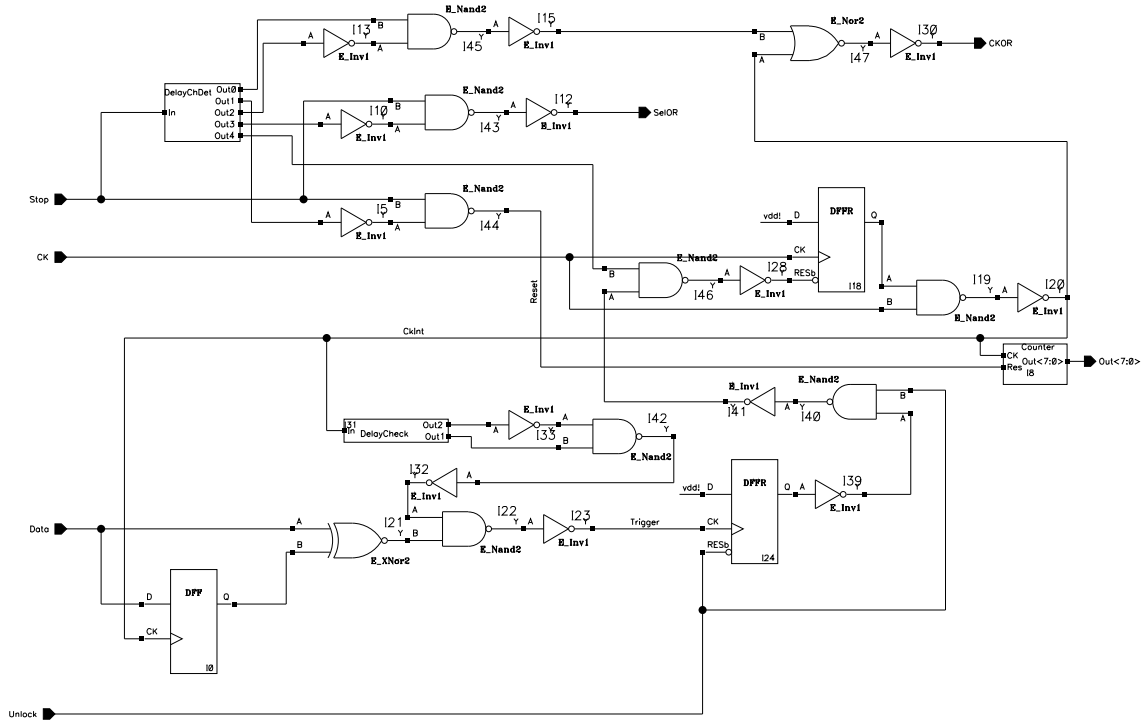 E_Nand2
E_Nor2
I13
B
I15
I30
A
A
Y
A
Y
B
A
Y
CKOR
A
I45
E_Inv1
I47
E_Inv1
E_Inv1
A
DelayChDet
Out0
E_Nand2
Out1
I10
B
I12
In
Out2
A
Y
SelOR
Out3
A
A
I43
E_Inv1
Out4
E_Inv1
E_Nand2
Stop
I5
B
DFFR
A
Y
vdd!
D
Q
A
I44
E_Inv1
CK
CK
E_Nand2
I28
RESb
B
A
Y
A
I19
I20
A
I46
E_Inv1
I18
B
A
Y
Reset
E_Nand2
E_Inv1
CkInt
Counter
CK
Out<7:0>
Out<7:0>
Res
I8
E_Inv1
E_Nand2
Y
A
Y
B
I41
I40
A
E_Inv1
I31
Out2
A
I42
In
A
Y
Out1
I33
B
DelayCheck
E_Nand2
I32
A
DFFR
I39
E_Inv1
vdd!
D
Q
A
Y
A
I22
I23
E_Inv1
Data
A
I21
Y
B
Y
A
Y
Trigger
CK
B
E_Nand2
E_Inv1
RESb
E_XNor2
I24
DFF
D
Q
CK
I0
Unlock